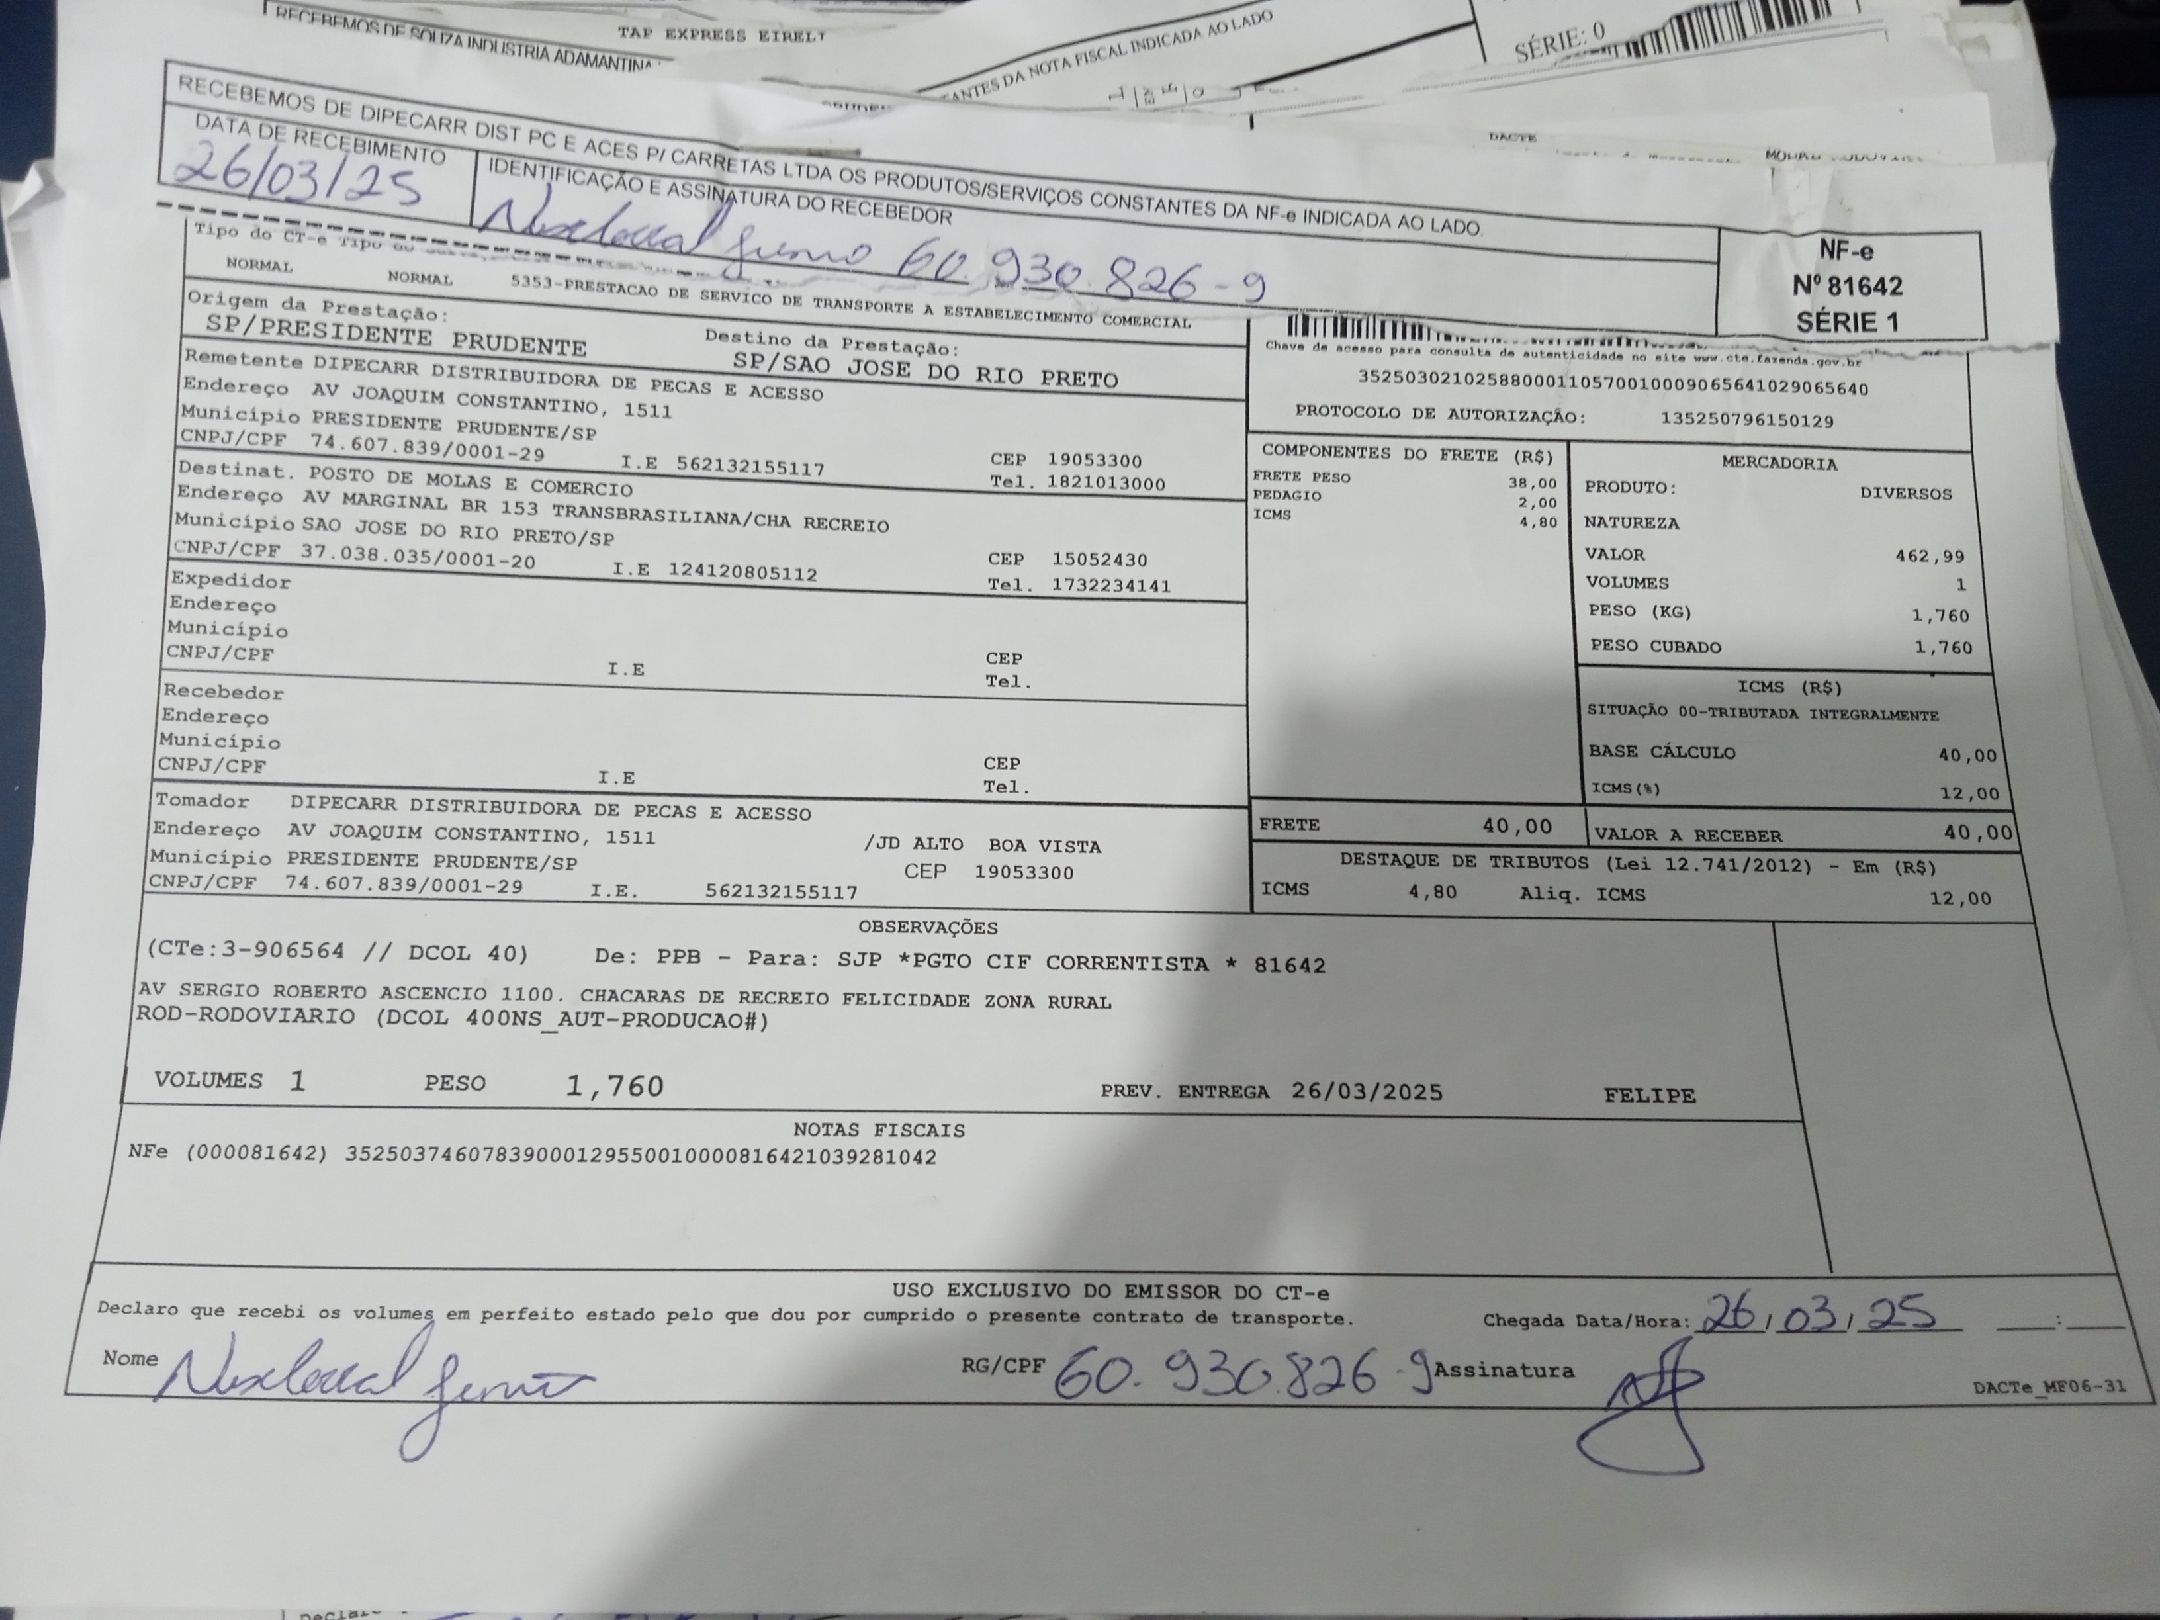 RECEBEMOS DE SOUZA INDUSTRIA ADAMANTINA
TAP EXPRESS EIRELI
ANTES DA NOTA FISCAL INDICADA AO LADO
SÉRIE: 0
DACTE
RECEBEMOS DE DIPECARR DIST PC E ACES P/ CARRETAS LTDA OS PRODUTOS/SERVIÇOS CONSTANTES DA NF-e INDICADA AO LADO.
DATA DE RECEBIMENTO IDENTIFICAÇÃO E ASSINATURA DO RECEBEDOR
26/03/25 60.930.826-9
NF-e
Nº 81642
SÉRIE 1
Tipo do CT-e Tipo do
NORMAL NORMAL 5353-PRESTACAO DE SERVICO DE TRANSPORTE A ESTABELECIMENTO COMERCIAL
Origem da Prestação: Destino da Prestação:
SP/PRESIDENTE PRUDENTE SP/SAO JOSE DO RIO PRETO
Chave de acesso para consulta de autenticidade no site www.cte.fazenda.gov.br
35250302102588000110570010009065641029065640
PROTOCOLO DE AUTORIZAÇÃO: 135250796150129
Remetente DIPECARR DISTRIBUIDORA DE PECAS E ACESSO
Endereço AV JOAQUIM CONSTANTINO, 1511
Município PRESIDENTE PRUDENTE/SP CEP 19053300
CNPJ/CPF 74.607.839/0001-29 I.E 562132155117 Tel. 1821013000
Destinat. POSTO DE MOLAS E COMERCIO
Endereço AV MARGINAL BR 153 TRANSBRASILIANA/CHA RECREIO
Município SAO JOSE DO RIO PRETO/SP CEP 15052430
CNPJ/CPF 37.038.035/0001-20 I.E 124120805112 Tel. 1732234141
Expedidor
Endereço
Município CEP
CNPJ/CPF I.E Tel.
Recebedor
Endereço
Município CEP
CNPJ/CPF I.E Tel.
Tomador DIPECARR DISTRIBUIDORA DE PECAS E ACESSO
Endereço AV JOAQUIM CONSTANTINO, 1511 /JD ALTO BOA VISTA
Município PRESIDENTE PRUDENTE/SP CEP 19053300
CNPJ/CPF 74.607.839/0001-29 I.E. 562132155117
COMPONENTES DO FRETE (R$)
FRETE PESO 38,00
PEDAGIO 2,00
ICMS 4,80
MERCADORIA
PRODUTO: DIVERSOS
NATUREZA
VALOR 462,99
VOLUMES 1
PESO (KG) 1,760
PESO CUBADO 1,760
ICMS (R$)
SITUAÇÃO 00-TRIBUTADA INTEGRALMENTE
BASE CÁLCULO 40,00
ICMS(%) 12,00
FRETE 40,00 VALOR A RECEBER 40,00
DESTAQUE DE TRIBUTOS (Lei 12.741/2012) - Em (R$)
ICMS 4,80 Aliq. ICMS 12,00
OBSERVAÇÕES
(CTe:3-906564 // DCOL 40) De: PPB - Para: SJP *PGTO CIF CORRENTISTA * 81642
AV SERGIO ROBERTO ASCENCIO 1100. CHACARAS DE RECREIO FELICIDADE ZONA RURAL
ROD-RODOVIARIO (DCOL 400NS_AUT-PRODUCAO#)
VOLUMES 1 PESO 1,760 PREV. ENTREGA 26/03/2025 FELIPE
NOTAS FISCAIS
NFe (000081642) 35250374607839000129550010000816421039281042
USO EXCLUSIVO DO EMISSOR DO CT-e
Declaro que recebi os volumes em perfeito estado pelo que dou por cumprido o presente contrato de transporte. Chegada Data/Hora: 26/03/25 :
Nome RG/CPF 60.930.826-9 Assinatura
DACTe_MF06-31